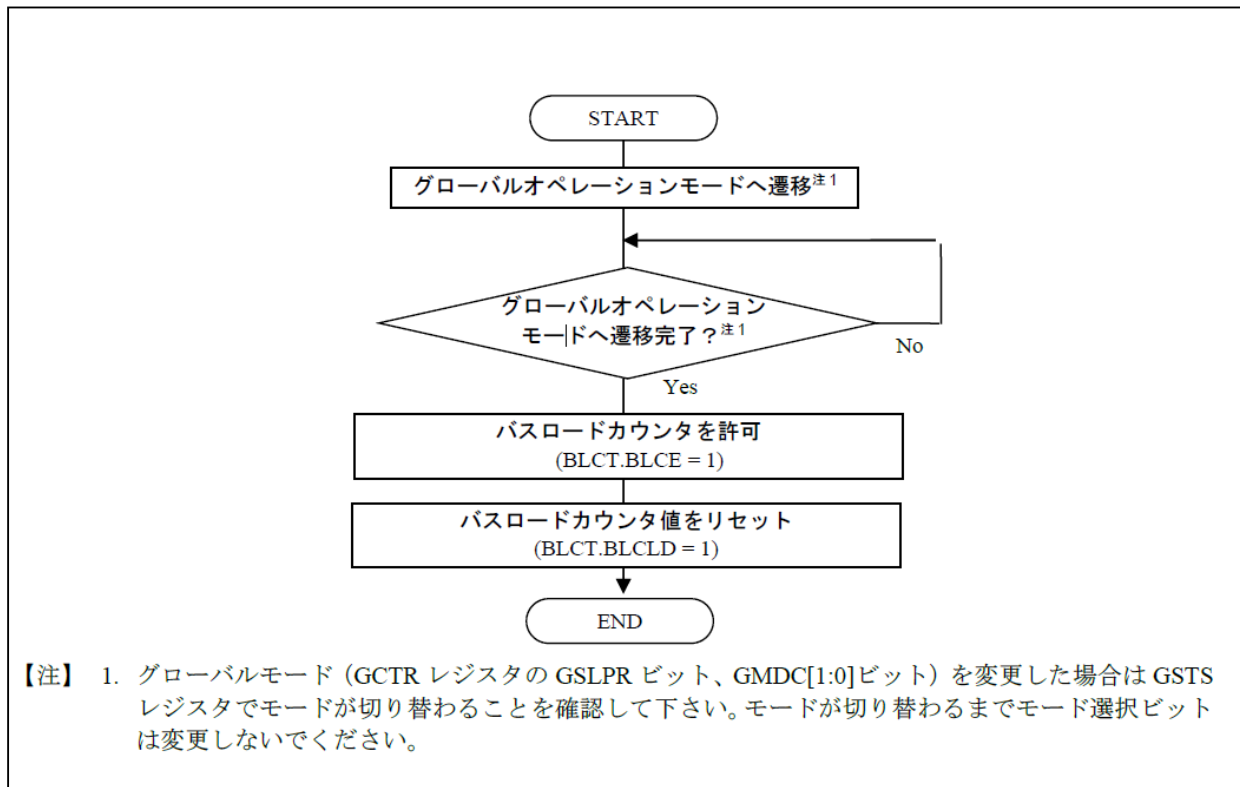 START
グローバルオペレーションモードへ遷移注1
グローバルオペレーション
モードへ遷移完了？注1
No
Yes
バスロードカウンタを許可
(BLCT.BLCE = 1)
バスロードカウンタ値をリセット
(BLCT.BLCLD = 1)
END
【注】 1. グローバルモード（GCTR レジスタの GSLPR ビット、GMDC[1:0]ビット）を変更した場合は GSTS
レジスタでモードが切り替わることを確認して下さい。モードが切り替わるまでモード選択ビット
は変更しないでください。